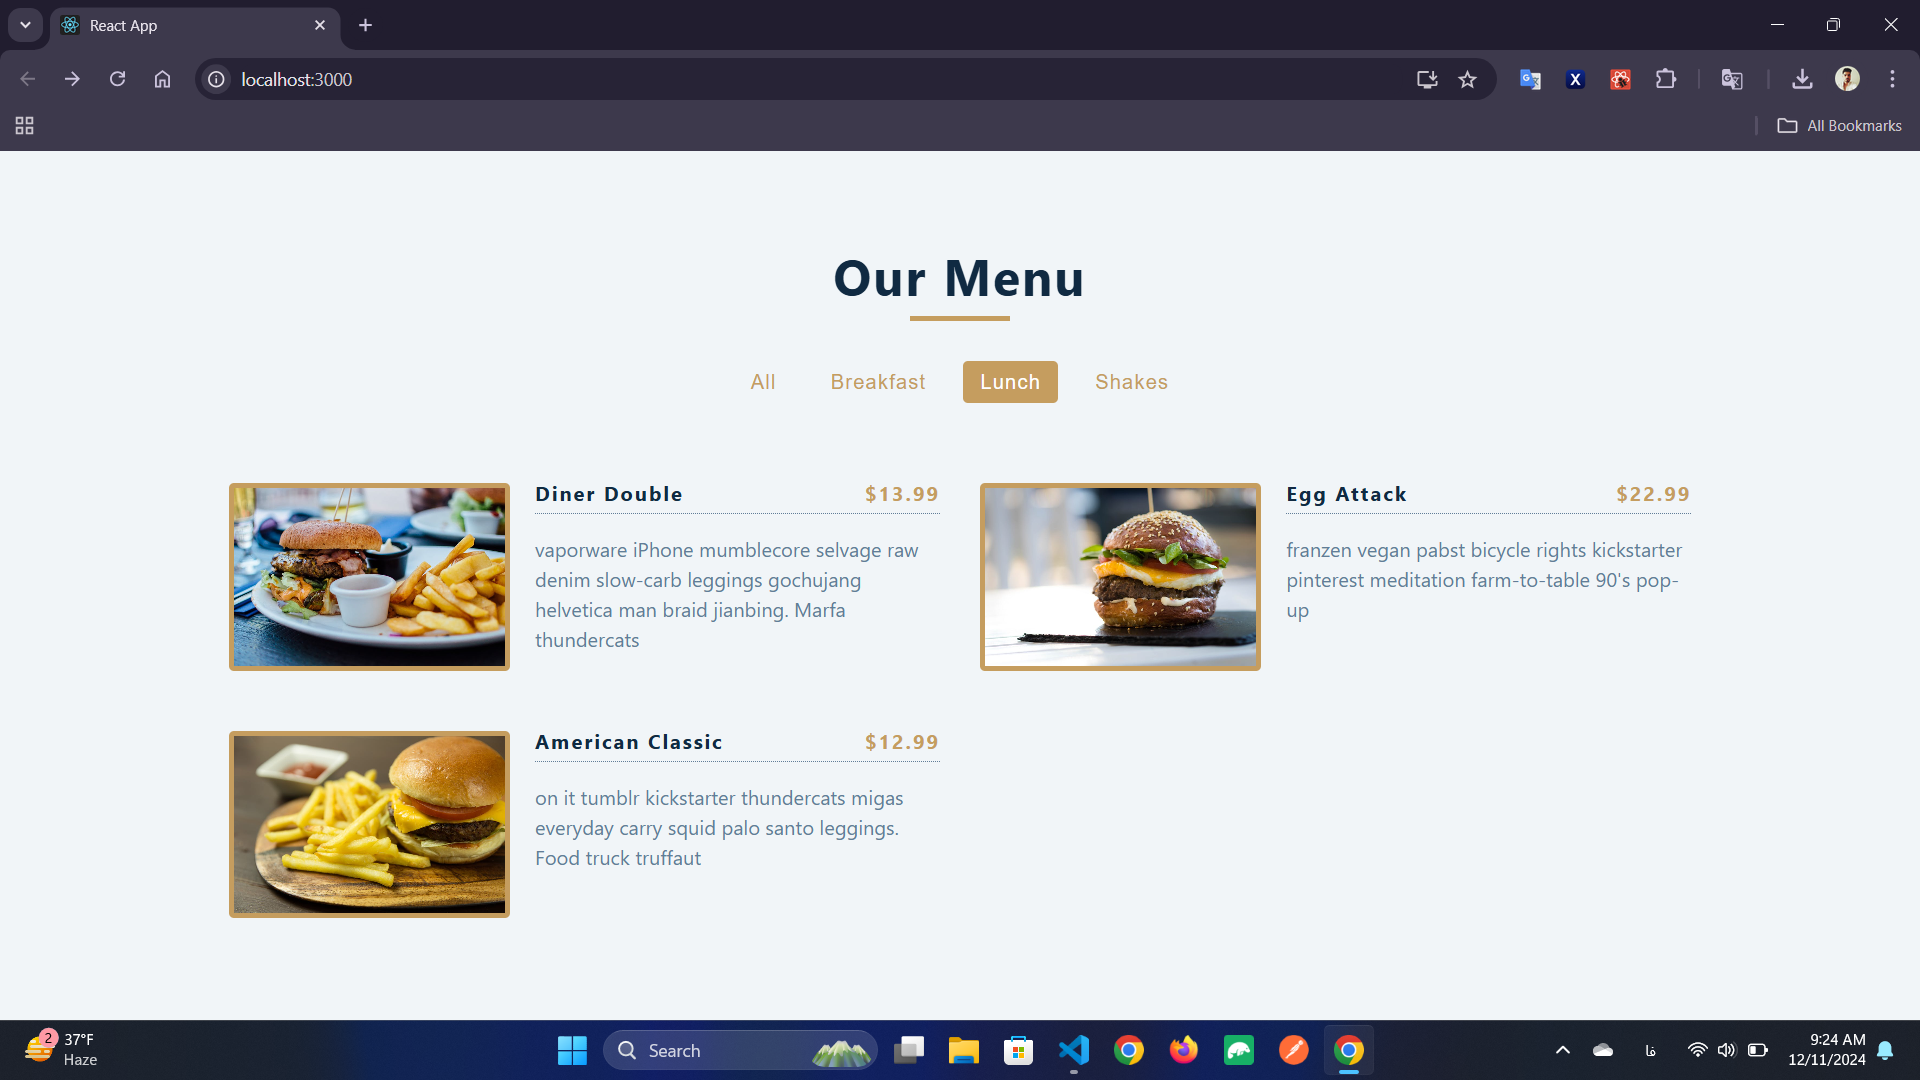 React App
localhost:3000
All Bookmarks
Our Menu
All Breakfast Lunch Shakes
Diner Double $13.99
vaporware iPhone mumblecore selvage raw
denim slow-carb leggings gochujang
helvetica man braid jianbing. Marfa
thundercats
Egg Attack $22.99
franzen vegan pabst bicycle rights kickstarter
pinterest meditation farm-to-table 90's pop-
up
American Classic $12.99
on it tumblr kickstarter thundercats migas
everyday carry squid palo santo leggings.
Food truck truffaut
2
37°F
Haze
Search
فا
9:24 AM
12/11/2024